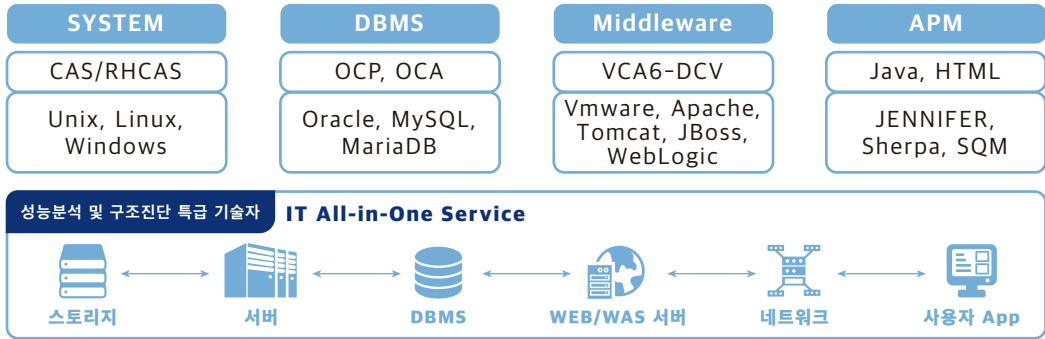 SYSTEM
DBMS
Middleware
APM
CAS/RHCAS
OCP, OCA
VCA6-DCV
Java, HTML
Unix, Linux,
Windows
Oracle, MySQL,
MariaDB
Vmware, Apache,
Tomcat, JBoss,
WebLogic
JENNIFER,
Sherpa, SQM
성능분석 및 구조진단 특급 기술자
IT All-in-One Service
스토리지
서버
DBMS
WEB/WAS 서버
네트워크
사용자 App